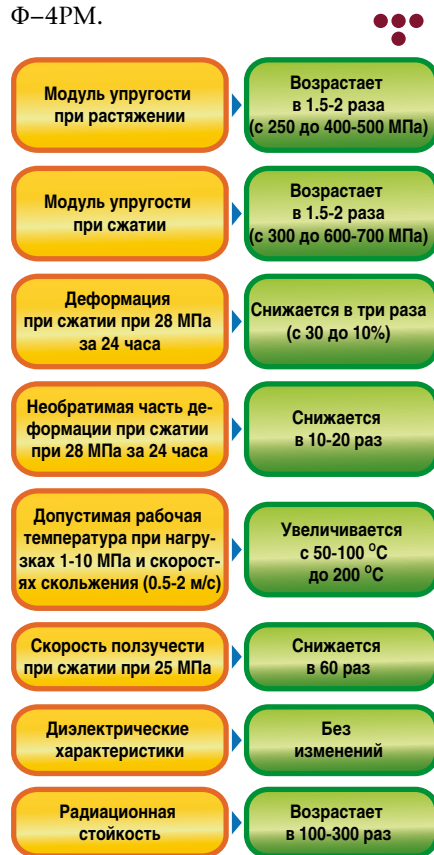 Ф–4РМ.
Модуль упругости
при растяжении
Возрастает
в 1.5-2 раза
(с 250 до 400-500 МПа)
Модуль упругости
при сжатии
Возрастает
в 1.5-2 раза
(с 300 до 600-700 МПа)
Деформация
при сжатии при 28 МПа
за 24 часа
Снижается в три раза
(с 30 до 10%)
Необратимая часть де-
формации при сжатии
при 28 МПа за 24 часа
Снижается
в 10-20 раз
Допустимая рабочая
температура при нагру-
зках 1-10 МПа и скорост-
ях скольжения (0.5-2 м/с)
Увеличивается
с 50-100 °С
до 200 °С
Скорость ползучести
при сжатии при 25 МПа
Снижается
в 60 раз
Диэлектрические
характеристики
Без
изменений
Радиационная
стойкость
Возрастает
в 100-300 раз